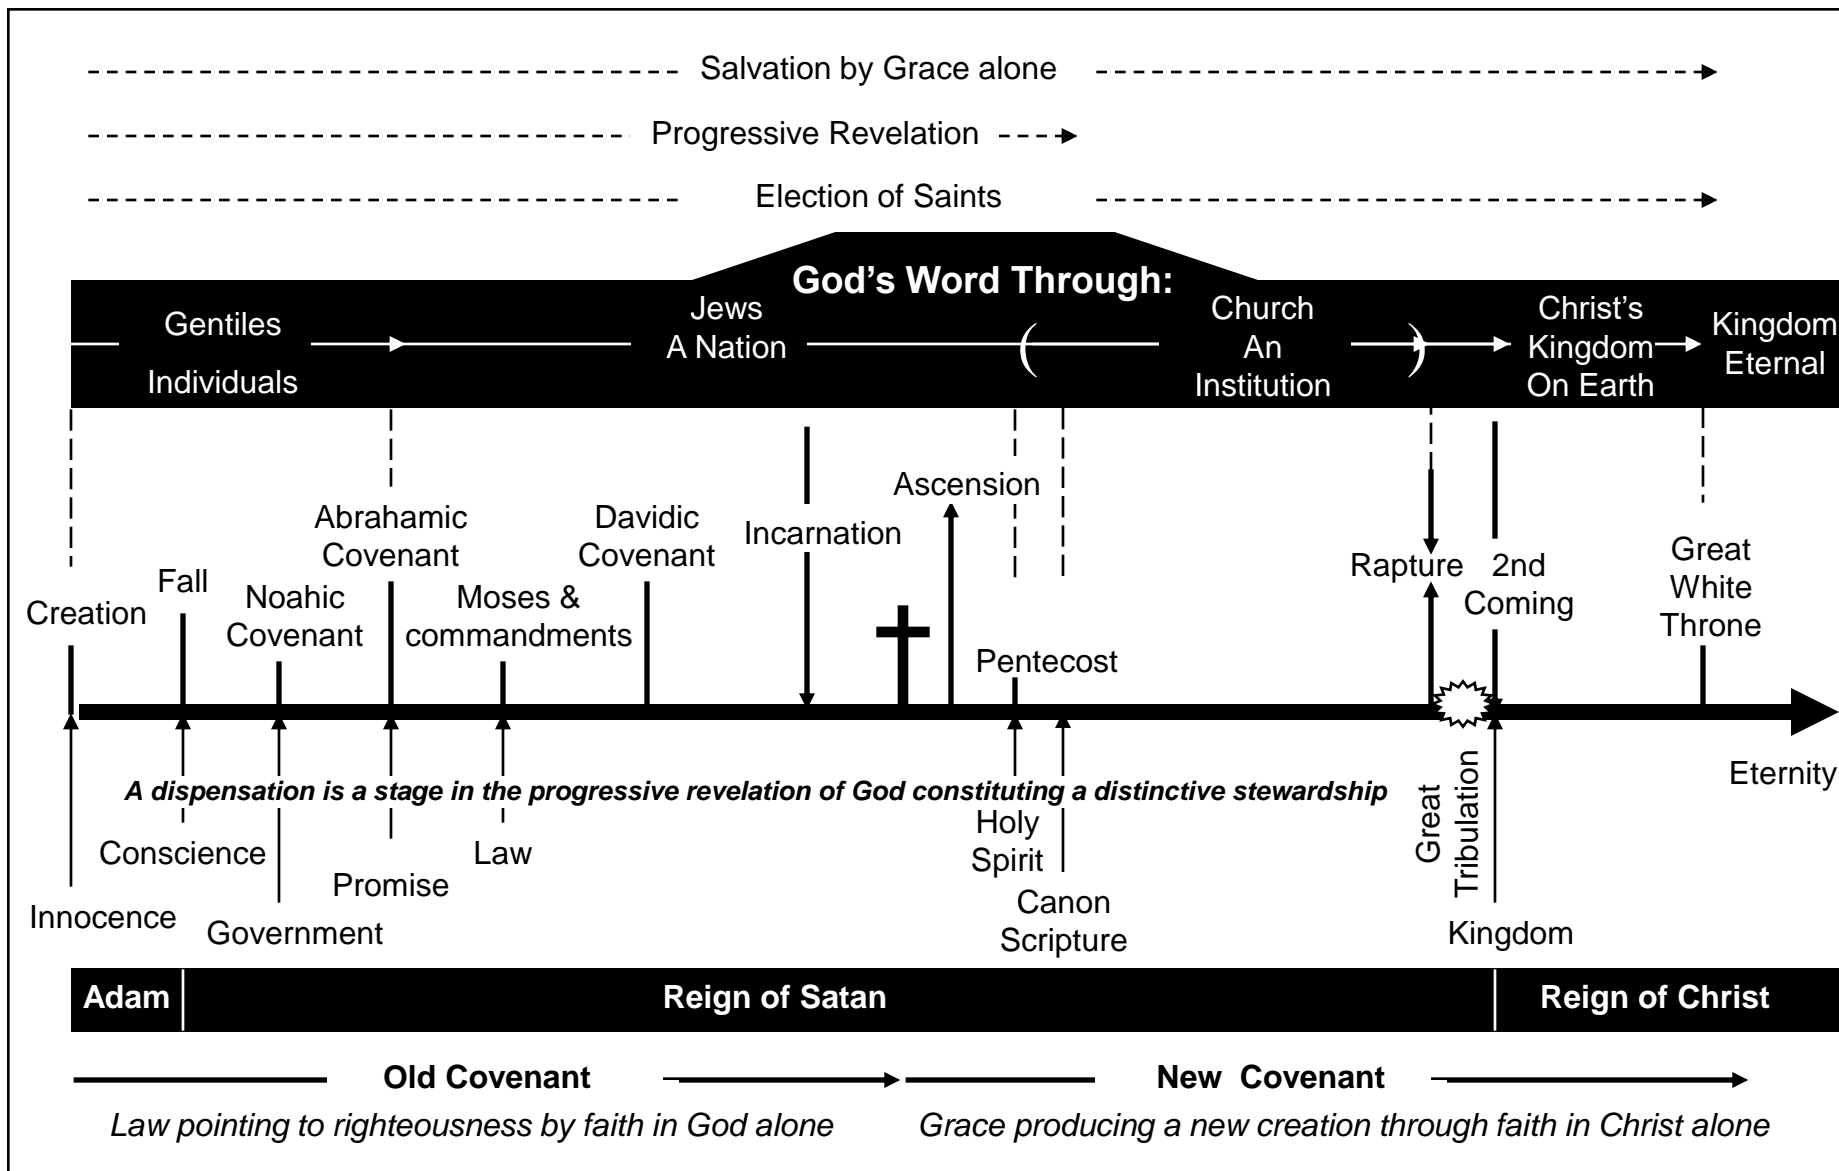 Salvation by Grace alone
Progressive Revelation
Election of Saints
God’s Word Through:
Gentiles
Individuals
Jews
A Nation
(
Church
An
Institution
)
Christ’s
Kingdom
On Earth
Kingdom
Eternal
Creation
Fall
Noahic
Covenant
Abrahamic
Covenant
Moses &
commandments
Davidic
Covenant
Incarnation
Ascension
Pentecost
Rapture
2nd
Coming
Great
White
Throne
Eternity
A dispensation is a stage in the progressive revelation of God constituting a distinctive stewardship
Innocence
Conscience
Government
Promise
Law
Holy
Spirit
Canon
Scripture
Great
Tribulation
Kingdom
Adam
Reign of Satan
Reign of Christ
Old Covenant
New Covenant
Law pointing to righteousness by faith in God alone
Grace producing a new creation through faith in Christ alone